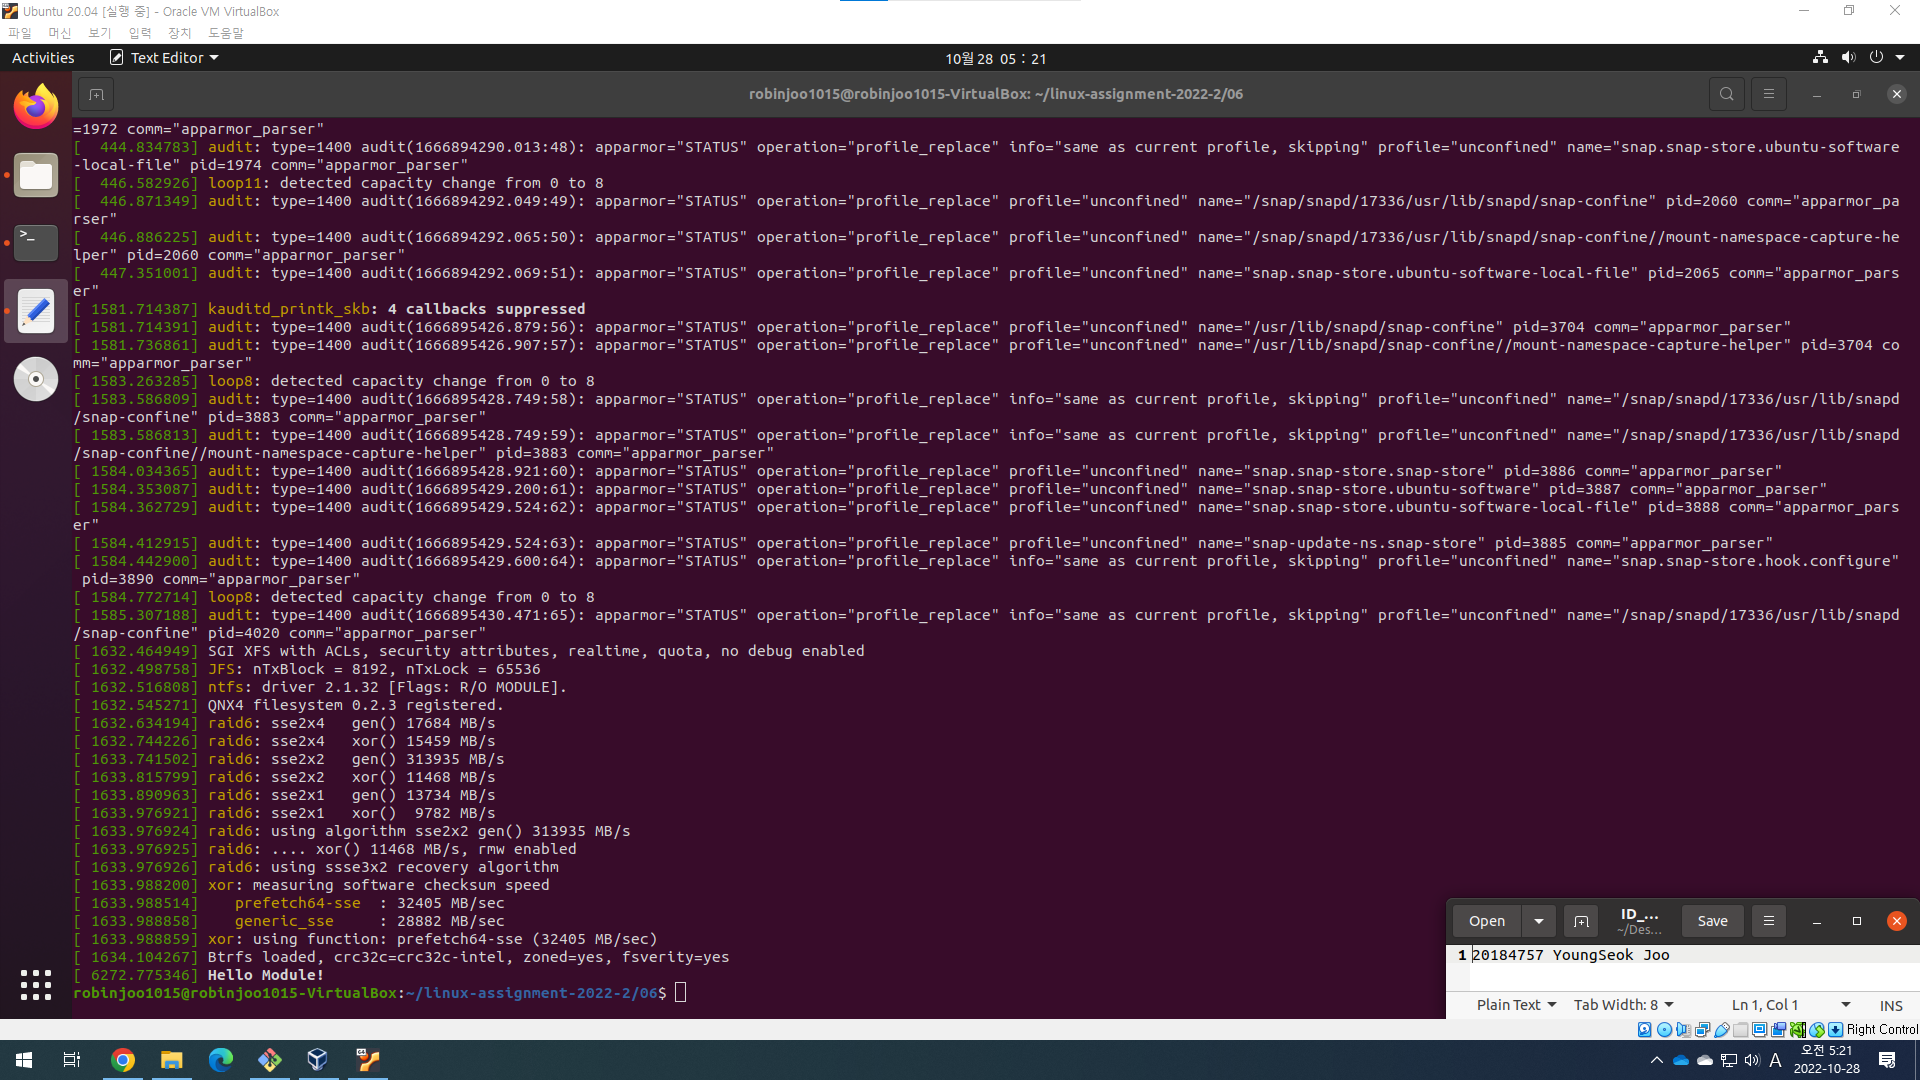 Ubuntu 20.04 [실행 중] - Oracle VM VirtualBox
파일 머신 보기 입력 장치 도움말
Activities Text Editor 10월 28 05 : 21
robinjoo1015@robinjoo1015-VirtualBox: ~/linux-assignment-2022-2/06
=1972 comm="apparmor_parser"
[  444.834783] audit: type=1400 audit(1666894290.013:48): apparmor="STATUS" operation="profile_replace" info="same as current profile, skipping" profile="unconfined" name="snap.snap-store.ubuntu-software
-local-file" pid=1974 comm="apparmor_parser"
[  446.582926] loop11: detected capacity change from 0 to 8
[  446.871349] audit: type=1400 audit(1666894292.049:49): apparmor="STATUS" operation="profile_replace" profile="unconfined" name="/snap/snapd/17336/usr/lib/snapd/snap-confine" pid=2060 comm="apparmor_pa
rser"
[  446.886225] audit: type=1400 audit(1666894292.065:50): apparmor="STATUS" operation="profile_replace" profile="unconfined" name="/snap/snapd/17336/usr/lib/snapd/snap-confine//mount-namespace-capture-he
lper" pid=2060 comm="apparmor_parser"
[  447.351001] audit: type=1400 audit(1666894292.069:51): apparmor="STATUS" operation="profile_replace" profile="unconfined" name="snap.snap-store.ubuntu-software-local-file" pid=2065 comm="apparmor_pars
er"
[ 1581.714387] kauditd_printk_skb: 4 callbacks suppressed
[ 1581.714391] audit: type=1400 audit(1666895426.879:56): apparmor="STATUS" operation="profile_replace" profile="unconfined" name="/usr/lib/snapd/snap-confine" pid=3704 comm="apparmor_parser"
[ 1581.736861] audit: type=1400 audit(1666895426.907:57): apparmor="STATUS" operation="profile_replace" profile="unconfined" name="/usr/lib/snapd/snap-confine//mount-namespace-capture-helper" pid=3704 co
mm="apparmor_parser"
[ 1583.263285] loop8: detected capacity change from 0 to 8
[ 1583.586809] audit: type=1400 audit(1666895428.749:58): apparmor="STATUS" operation="profile_replace" info="same as current profile, skipping" profile="unconfined" name="/snap/snapd/17336/usr/lib/snapd
/snap-confine" pid=3883 comm="apparmor_parser"
[ 1583.586813] audit: type=1400 audit(1666895428.749:59): apparmor="STATUS" operation="profile_replace" info="same as current profile, skipping" profile="unconfined" name="/snap/snapd/17336/usr/lib/snapd
/snap-confine//mount-namespace-capture-helper" pid=3883 comm="apparmor_parser"
[ 1584.034365] audit: type=1400 audit(1666895428.921:60): apparmor="STATUS" operation="profile_replace" profile="unconfined" name="snap.snap-store.snap-store" pid=3886 comm="apparmor_parser"
[ 1584.353087] audit: type=1400 audit(1666895429.200:61): apparmor="STATUS" operation="profile_replace" profile="unconfined" name="snap.snap-store.ubuntu-software" pid=3887 comm="apparmor_parser"
[ 1584.362729] audit: type=1400 audit(1666895429.524:62): apparmor="STATUS" operation="profile_replace" profile="unconfined" name="snap.snap-store.ubuntu-software-local-file" pid=3888 comm="apparmor_pars
er"
[ 1584.412915] audit: type=1400 audit(1666895429.524:63): apparmor="STATUS" operation="profile_replace" profile="unconfined" name="snap-update-ns.snap-store" pid=3885 comm="apparmor_parser"
[ 1584.442900] audit: type=1400 audit(1666895429.600:64): apparmor="STATUS" operation="profile_replace" info="same as current profile, skipping" profile="unconfined" name="snap.snap-store.hook.configure"
 pid=3890 comm="apparmor_parser"
[ 1584.772714] loop8: detected capacity change from 0 to 8
[ 1585.307188] audit: type=1400 audit(1666895430.471:65): apparmor="STATUS" operation="profile_replace" info="same as current profile, skipping" profile="unconfined" name="/snap/snapd/17336/usr/lib/snapd
/snap-confine" pid=4020 comm="apparmor_parser"
[ 1632.464949] SGI XFS with ACLs, security attributes, realtime, quota, no debug enabled
[ 1632.498758] JFS: nTxBlock = 8192, nTxLock = 65536
[ 1632.516808] ntfs: driver 2.1.32 [Flags: R/O MODULE].
[ 1632.545271] QNX4 filesystem 0.2.3 registered.
[ 1632.634194] raid6: sse2x4   gen() 17684 MB/s
[ 1632.744226] raid6: sse2x4   xor() 15459 MB/s
[ 1633.741502] raid6: sse2x2   gen() 313935 MB/s
[ 1633.815799] raid6: sse2x2   xor() 11468 MB/s
[ 1633.890963] raid6: sse2x1   gen() 13734 MB/s
[ 1633.976921] raid6: sse2x1   xor()  9782 MB/s
[ 1633.976924] raid6: using algorithm sse2x2 gen() 313935 MB/s
[ 1633.976925] raid6: .... xor() 11468 MB/s, rmw enabled
[ 1633.976926] raid6: using ssse3x2 recovery algorithm
[ 1633.988200] xor: measuring software checksum speed
[ 1633.988514]    prefetch64-sse  : 32405 MB/sec
[ 1633.988858]    generic_sse     : 28882 MB/sec
[ 1633.988859] xor: using function: prefetch64-sse (32405 MB/sec)
[ 1634.104267] Btrfs loaded, crc32c=crc32c-intel, zoned=yes, fsverity=yes
[ 6272.775346] Hello Module!
robinjoo1015@robinjoo1015-VirtualBox:~/linux-assignment-2022-2/06$
Open ID_... Save
~/Des...
1 20184757 YoungSeok Joo
Plain Text Tab Width: 8 Ln 1, Col 1 INS
Right Control
A 오전 5:21
2022-10-28